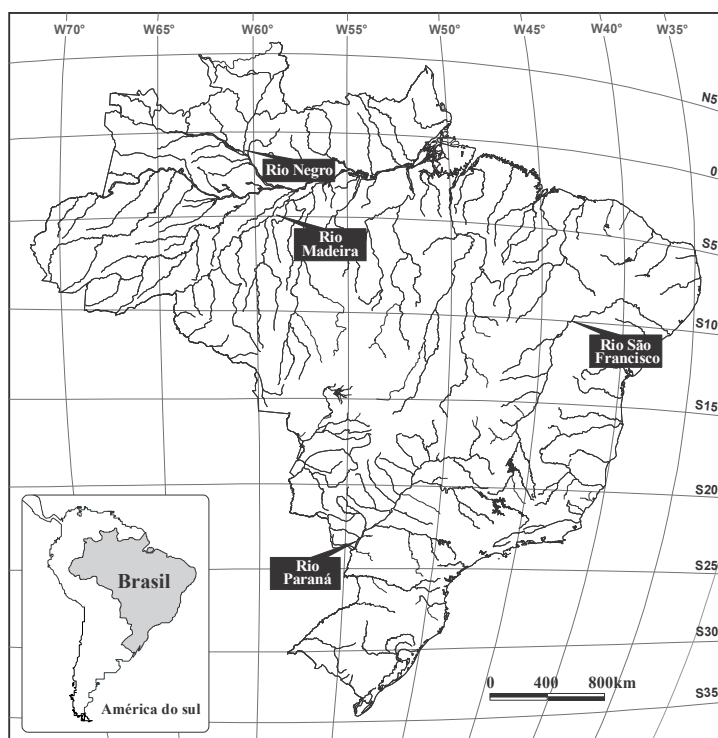 W70° W65° W60° W55° W50° W45° W40° W35°
N5
0
Rio Negro
S5
Rio
Madeira
S10
Rio São
Francisco
S15
S20
Rio
Paraná
S25
Brasil
S30
0 400 800km
S35
América do sul